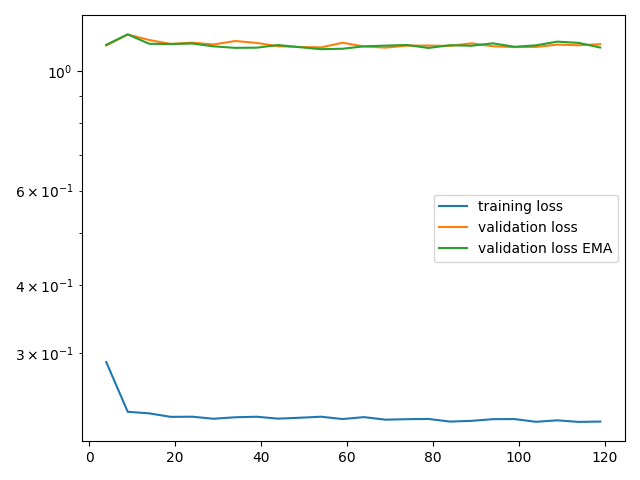 10⁰
6 × 10⁻¹
4 × 10⁻¹
3 × 10⁻¹
training loss
validation loss
validation loss EMA
0 20 40 60 80 100 120